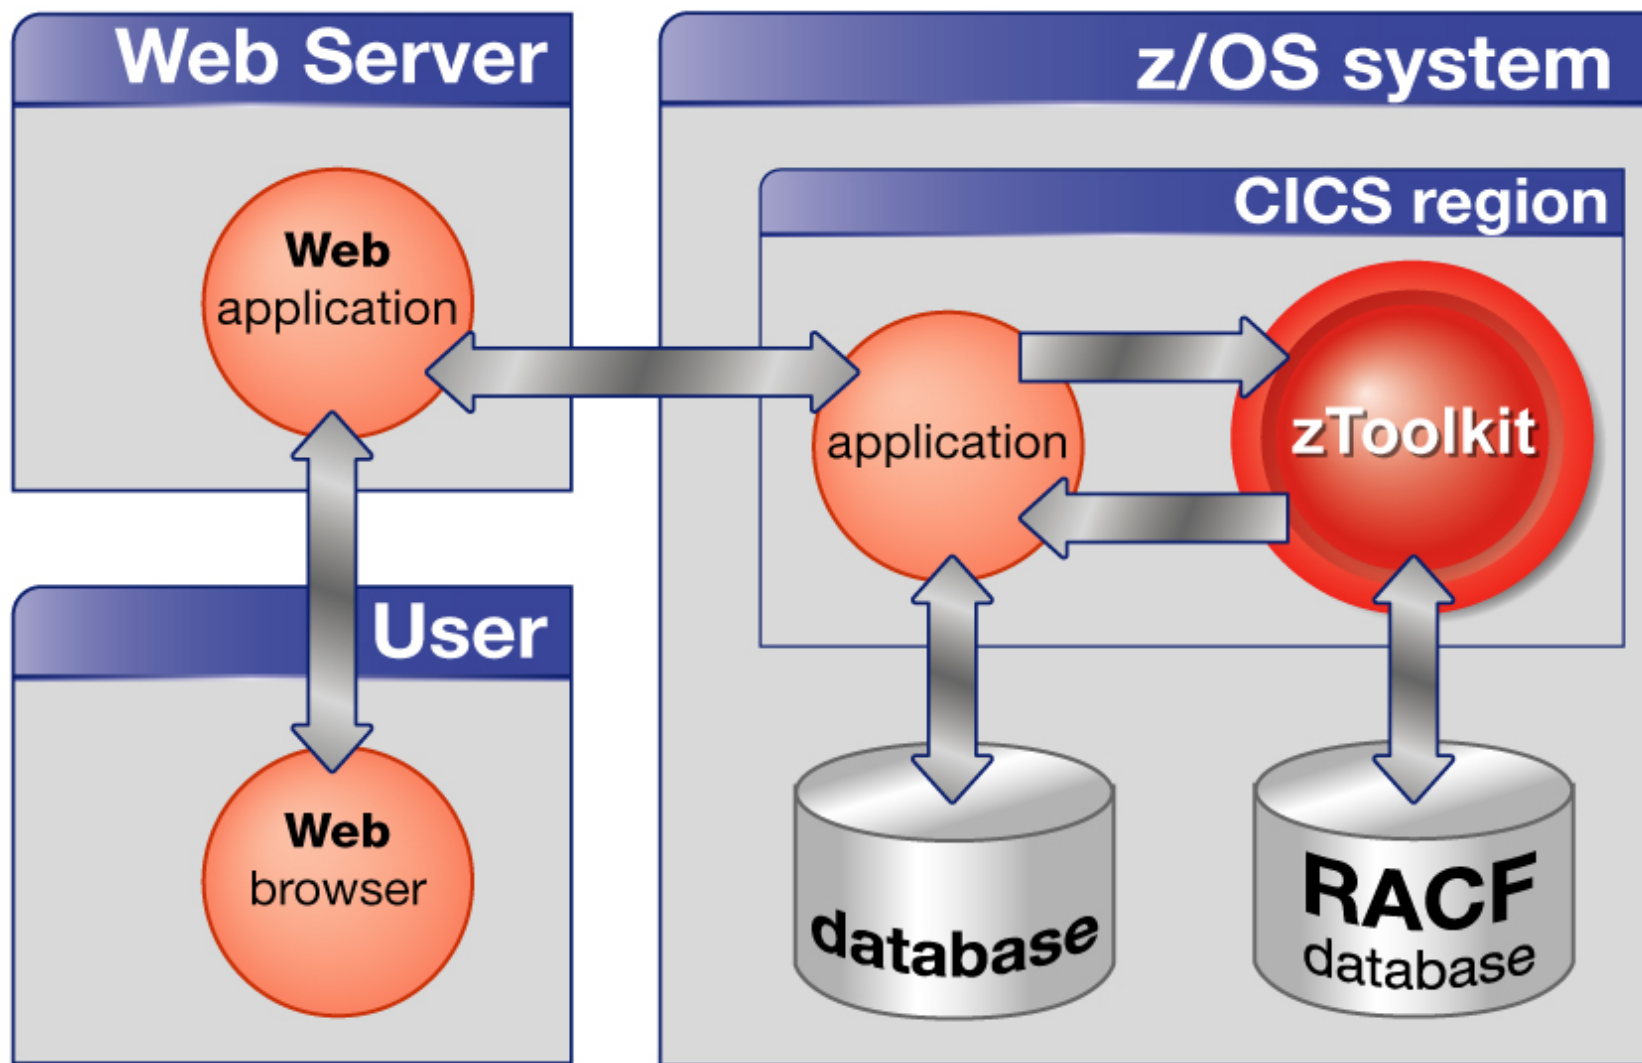 Web Server
Web
application
User
Web
browser
z/OS system
CICS region
application
zToolkit
database
RACF
database